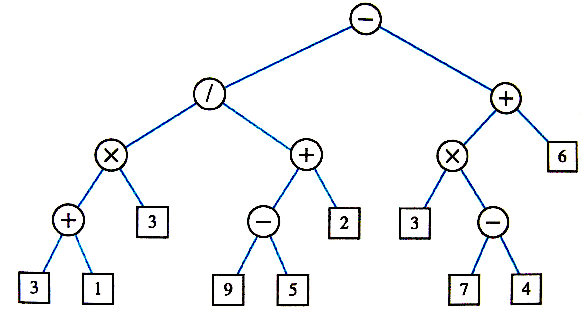 −
/ +
× + × 6
+ 3 − 2 3 −
3 1 9 5 7 4